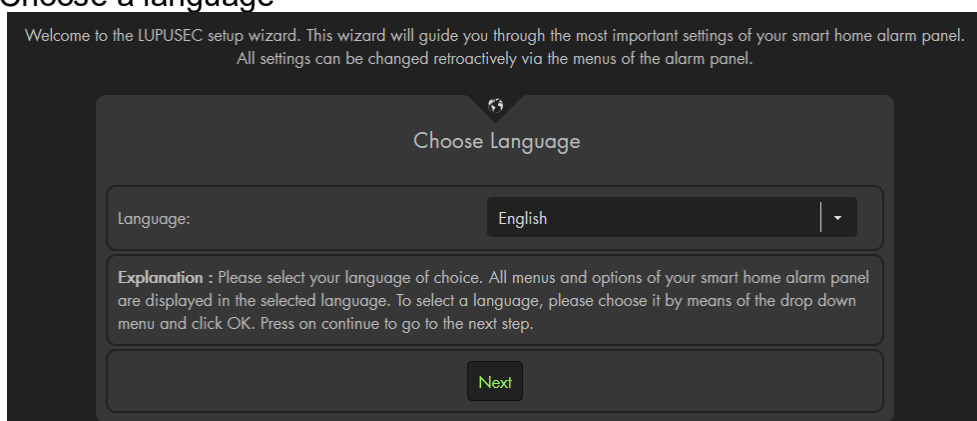 Choose a language
Welcome to the LUPUSEC setup wizard. This wizard will guide you through the most important settings of your smart home alarm panel.
All settings can be changed retroactively via the menus of the alarm panel.
Choose Language
Language:
English
Explanation : Please select your language of choice. All menus and options of your smart home alarm panel
are displayed in the selected language. To select a language, please choose it by means of the drop down
menu and click OK. Press on continue to go to the next step.
Next